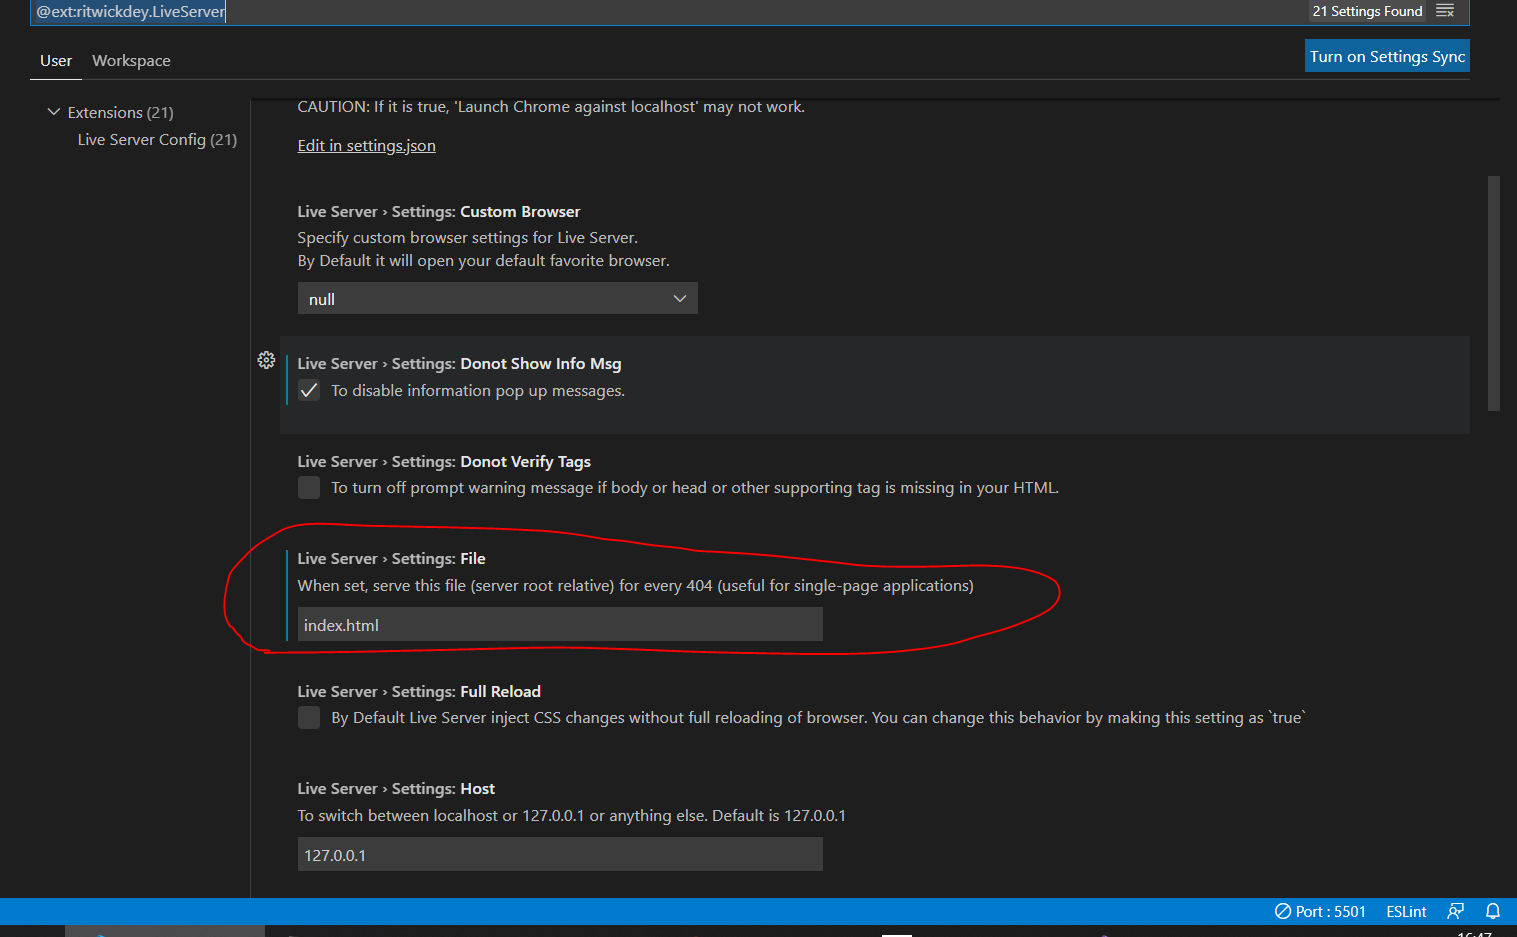 @ext:ritwickdey.LiveServer
21 Settings Found
User
Workspace
Turn on Settings Sync
Extensions (21)
Live Server Config (21)
CAUTION: If it is true, 'Launch Chrome against localhost' may not work.
Edit in settings.json
Live Server › Settings: Custom Browser
Specify custom browser settings for Live Server.
By Default it will open your default favorite browser.
null
Live Server › Settings: Donot Show Info Msg
To disable information pop up messages.
Live Server › Settings: Donot Verify Tags
To turn off prompt warning message if body or head or other supporting tag is missing in your HTML.
Live Server › Settings: File
When set, serve this file (server root relative) for every 404 (useful for single-page applications)
index.html
Live Server › Settings: Full Reload
By Default Live Server inject CSS changes without full reloading of browser. You can change this behavior by making this setting as `true`
Live Server › Settings: Host
To switch between localhost or 127.0.0.1 or anything else. Default is 127.0.0.1
127.0.0.1
Port : 5501
ESLint